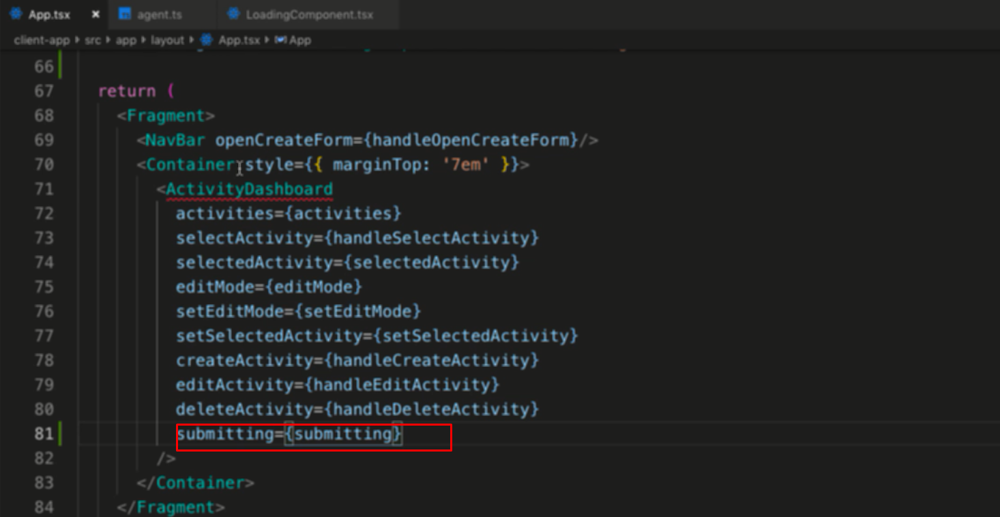 App.tsx × TS agent.ts LoadingComponent.tsx
client-app src app layout App.tsx App
66
67 return (
68 <Fragment>
69 <NavBar openCreateForm={handleOpenCreateForm}/>
70 <Container style={{ marginTop: '7em' }}>
71 <ActivityDashboard
72 activities={activities}
73 selectActivity={handleSelectActivity}
74 selectedActivity={selectedActivity}
75 editMode={editMode}
76 setEditMode={setEditMode}
77 setSelectedActivity={setSelectedActivity}
78 createActivity={handleCreateActivity}
79 editActivity={handleEditActivity}
80 deleteActivity={handleDeleteActivity}
81 submitting={submitting}
82 />
83 </Container>
84 </Fragment>